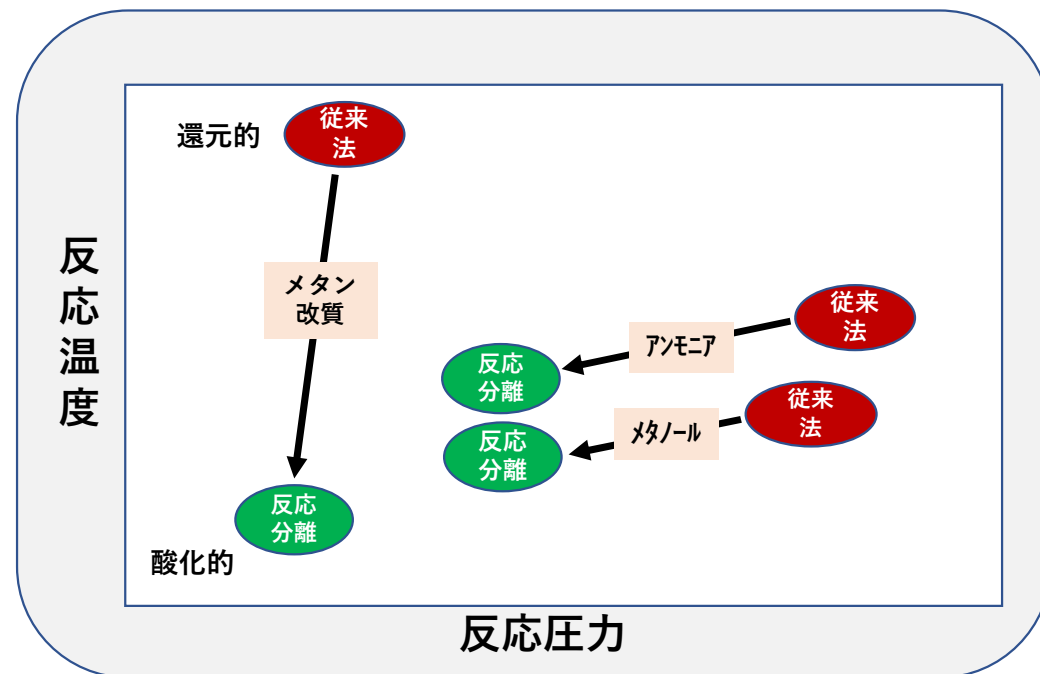 還元的
従来
法
メタン
改質
反応
分離
酸化的
従来
法
アンモニア
反応
分離
従来
法
メタノール
反応
分離
反応温度
反応圧力